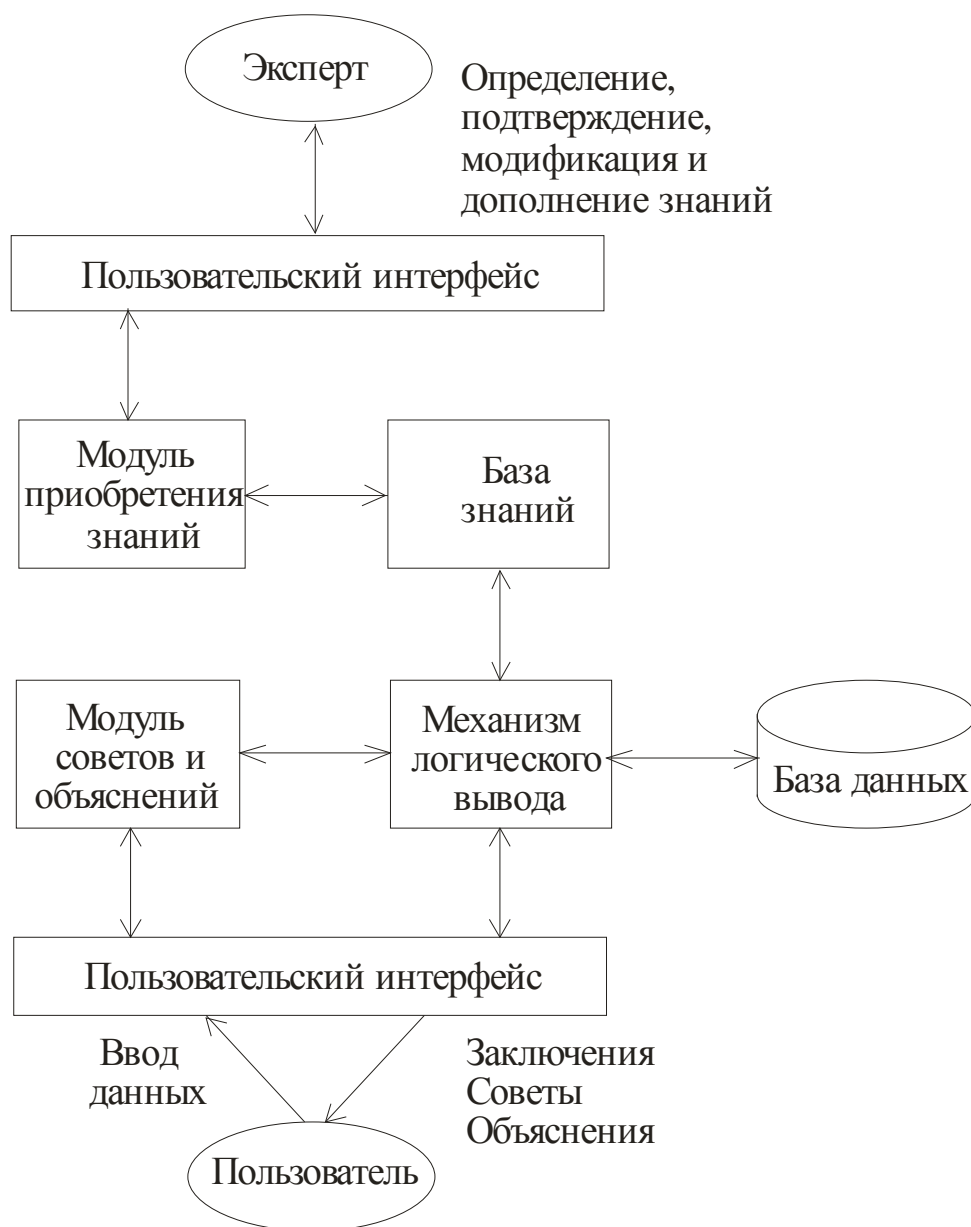 Эксперт
Определение,
подтверждение,
модификация и
дополнение знаний
Пользовательский интерфейс
Модуль
приобретения
знаний
База
знаний
Модуль
советов и
объяснений
Механизм
логического
вывода
База данных
Пользовательский интерфейс
Ввод
данных
Заключения
Советы
Объяснения
Пользователь